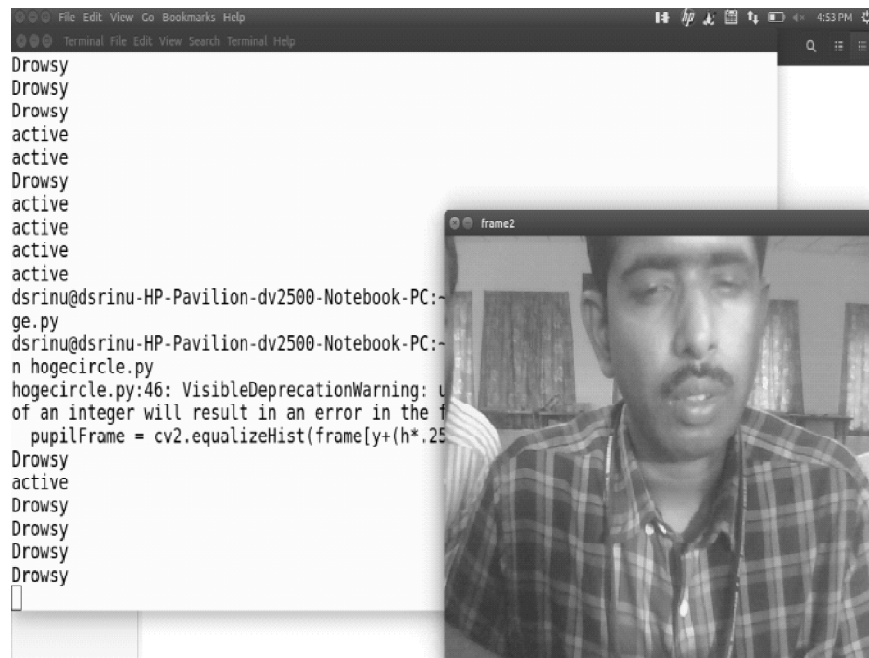 File Edit View Go Bookmarks Help
hp
4:53 PM
Terminal File Edit View Search Terminal Help
Drowsy
Drowsy
Drowsy
active
active
Drowsy
active
active
active
active
dsrinu@dsrinu-HP-Pavilion-dv2500-Notebook-PC:~
ge.py
dsrinu@dsrinu-HP-Pavilion-dv2500-Notebook-PC:~
n hogecircle.py
hogecircle.py:46: VisibleDeprecationWarning: u
of an integer will result in an error in the f
pupilFrame = cv2.equalizeHist(frame[y+(h*.25
Drowsy
active
Drowsy
Drowsy
Drowsy
Drowsy
frame2